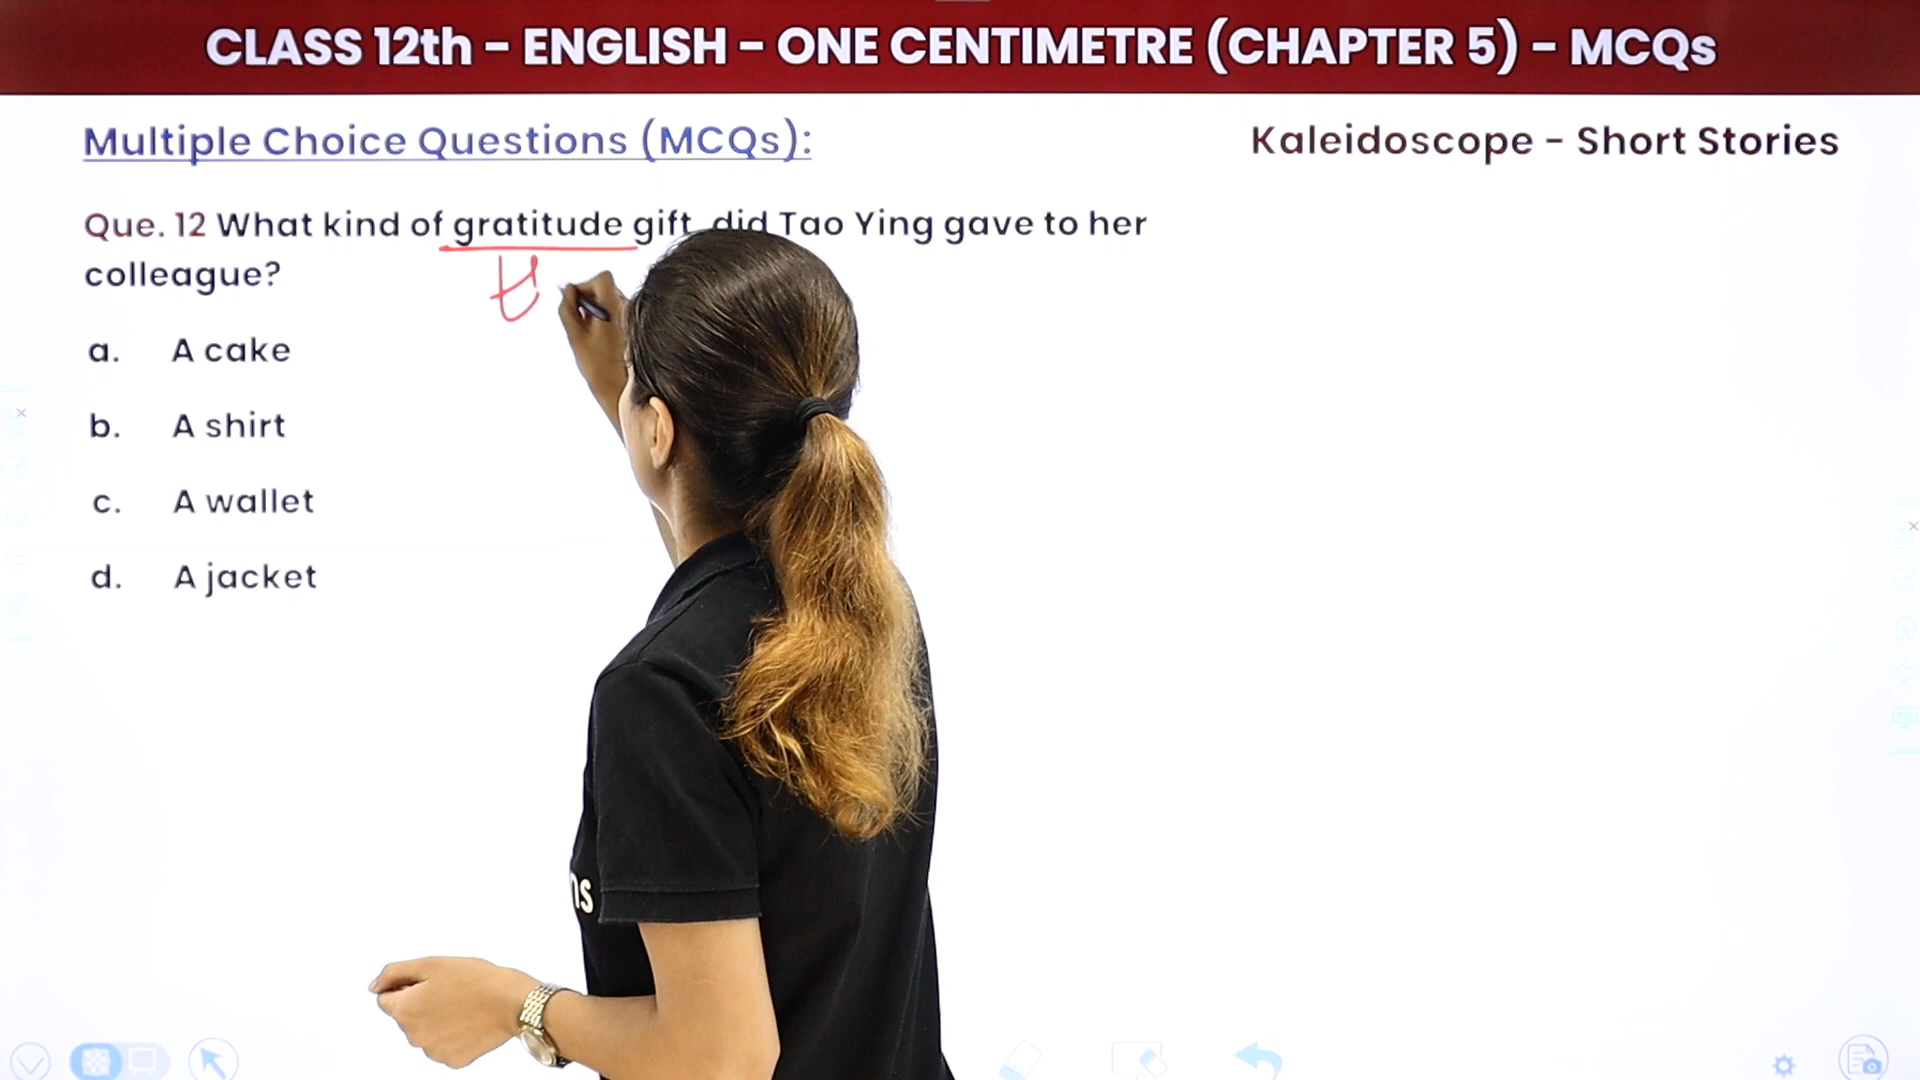 CLASS 12th - ENGLISH - ONE CENTIMETRE (CHAPTER 5) - MCQs
Multiple Choice Questions (MCQs):
Kaleidoscope - Short Stories
Que. 12 What kind of gratitude gift did Tao Ying gave to her
colleague?
a. A cake
b. A shirt
c. A wallet
d. A jacket